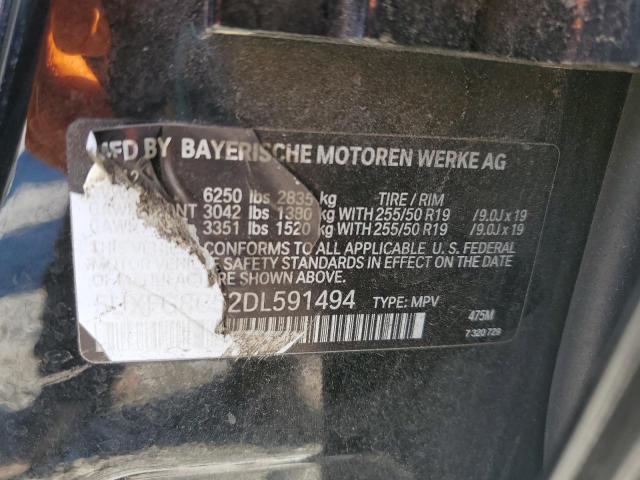 MFD BY BAYERISCHE MOTOREN WERKE AG
6250 lbs 2835 kg TIRE / RIM
3042 lbs 1380 kg WITH 255/50 R19 /9.0J x 19
3351 lbs 1520 kg WITH 255/50 R19 /9.0J x 19
CONFORMS TO ALL APPLICABLE U. S. FEDERAL
SAFETY STANDARDS IN EFFECT ON THE
SHOWN ABOVE.
2DL591494 TYPE: MPV
475M
7 320 729